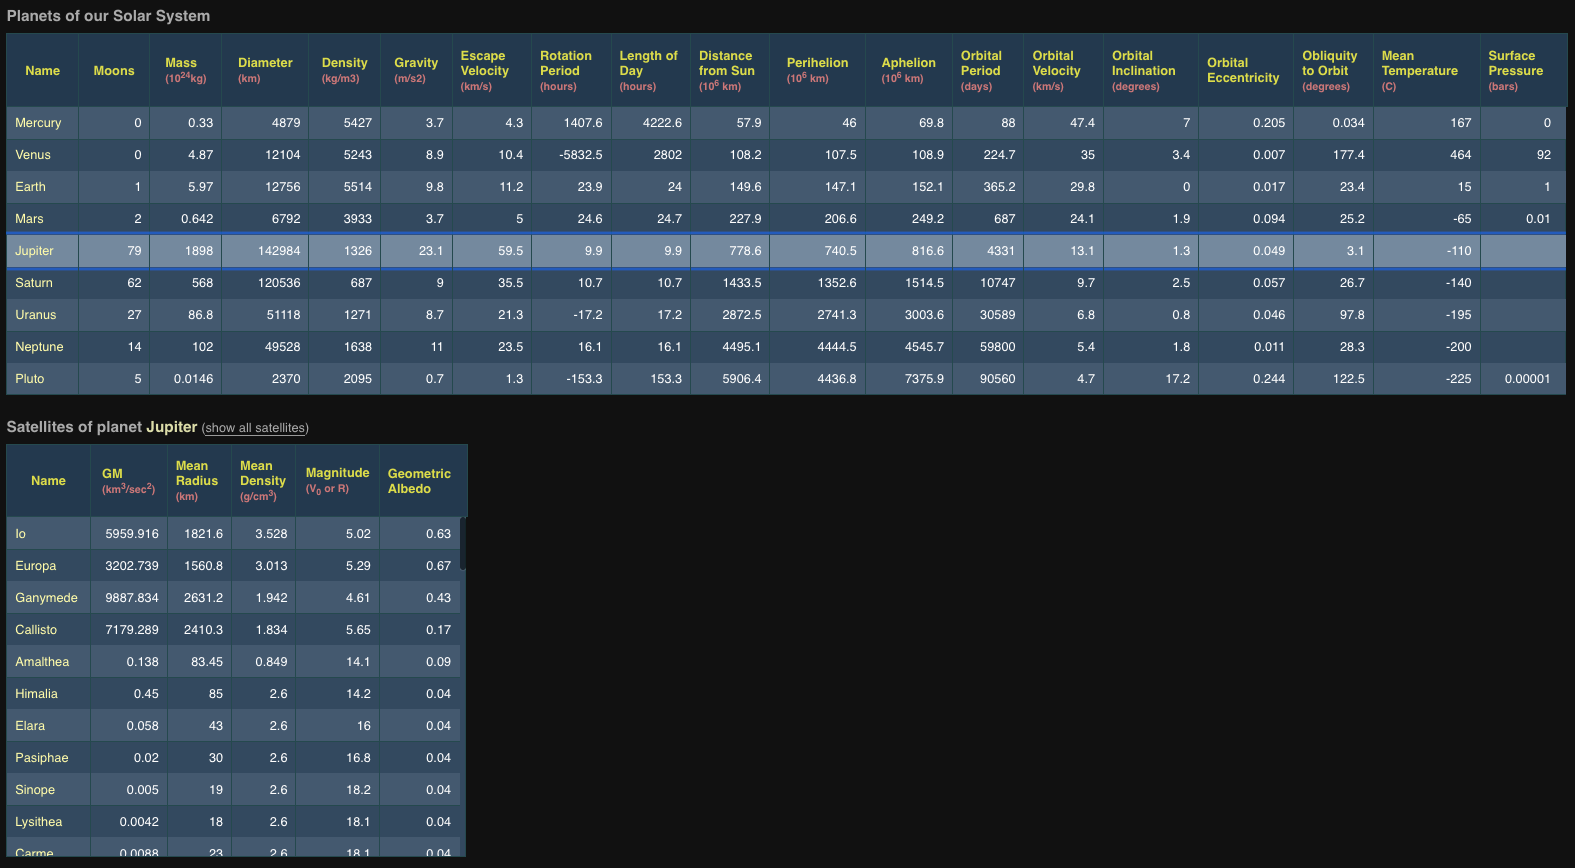 Planets of our Solar System
Name Moons Mass (10²⁴kg) Diameter (km) Density (kg/m3) Gravity (m/s2) Escape Velocity (km/s) Rotation Period (hours) Length of Day (hours) Distance from Sun (10⁶ km) Perihelion (10⁶ km) Aphelion (10⁶ km) Orbital Period (days) Orbital Velocity (km/s) Orbital Inclination (degrees) Orbital Eccentricity Obliquity to Orbit (degrees) Mean Temperature (C) Surface Pressure (bars)
Mercury 0 0.33 4879 5427 3.7 4.3 1407.6 4222.6 57.9 46 69.8 88 47.4 7 0.205 0.034 167 0
Venus 0 4.87 12104 5243 8.9 10.4 -5832.5 2802 108.2 107.5 108.9 224.7 35 3.4 0.007 177.4 464 92
Earth 1 5.97 12756 5514 9.8 11.2 23.9 24 149.6 147.1 152.1 365.2 29.8 0 0.017 23.4 15 1
Mars 2 0.642 6792 3933 3.7 5 24.6 24.7 227.9 206.6 249.2 687 24.1 1.9 0.094 25.2 -65 0.01
Jupiter 79 1898 142984 1326 23.1 59.5 9.9 9.9 778.6 740.5 816.6 4331 13.1 1.3 0.049 3.1 -110
Saturn 62 568 120536 687 9 35.5 10.7 10.7 1433.5 1352.6 1514.5 10747 9.7 2.5 0.057 26.7 -140
Uranus 27 86.8 51118 1271 8.7 21.3 -17.2 17.2 2872.5 2741.3 3003.6 30589 6.8 0.8 0.046 97.8 -195
Neptune 14 102 49528 1638 11 23.5 16.1 16.1 4495.1 4444.5 4545.7 59800 5.4 1.8 0.011 28.3 -200
Pluto 5 0.0146 2370 2095 0.7 1.3 -153.3 153.3 5906.4 4436.8 7375.9 90560 4.7 17.2 0.244 122.5 -225 0.00001
Satellites of planet Jupiter (show all satellites)
Name GM (km³/sec²) Mean Radius (km) Mean Density (g/cm³) Magnitude (V₀ or R) Geometric Albedo
Io 5959.916 1821.6 3.528 5.02 0.63
Europa 3202.739 1560.8 3.013 5.29 0.67
Ganymede 9887.834 2631.2 1.942 4.61 0.43
Callisto 7179.289 2410.3 1.834 5.65 0.17
Amalthea 0.138 83.45 0.849 14.1 0.09
Himalia 0.45 85 2.6 14.2 0.04
Elara 0.058 43 2.6 16 0.04
Pasiphae 0.02 30 2.6 16.8 0.04
Sinope 0.005 19 2.6 18.2 0.04
Lysithea 0.0042 18 2.6 18.1 0.04
Carme 0.0088 23 2.6 18.1 0.04